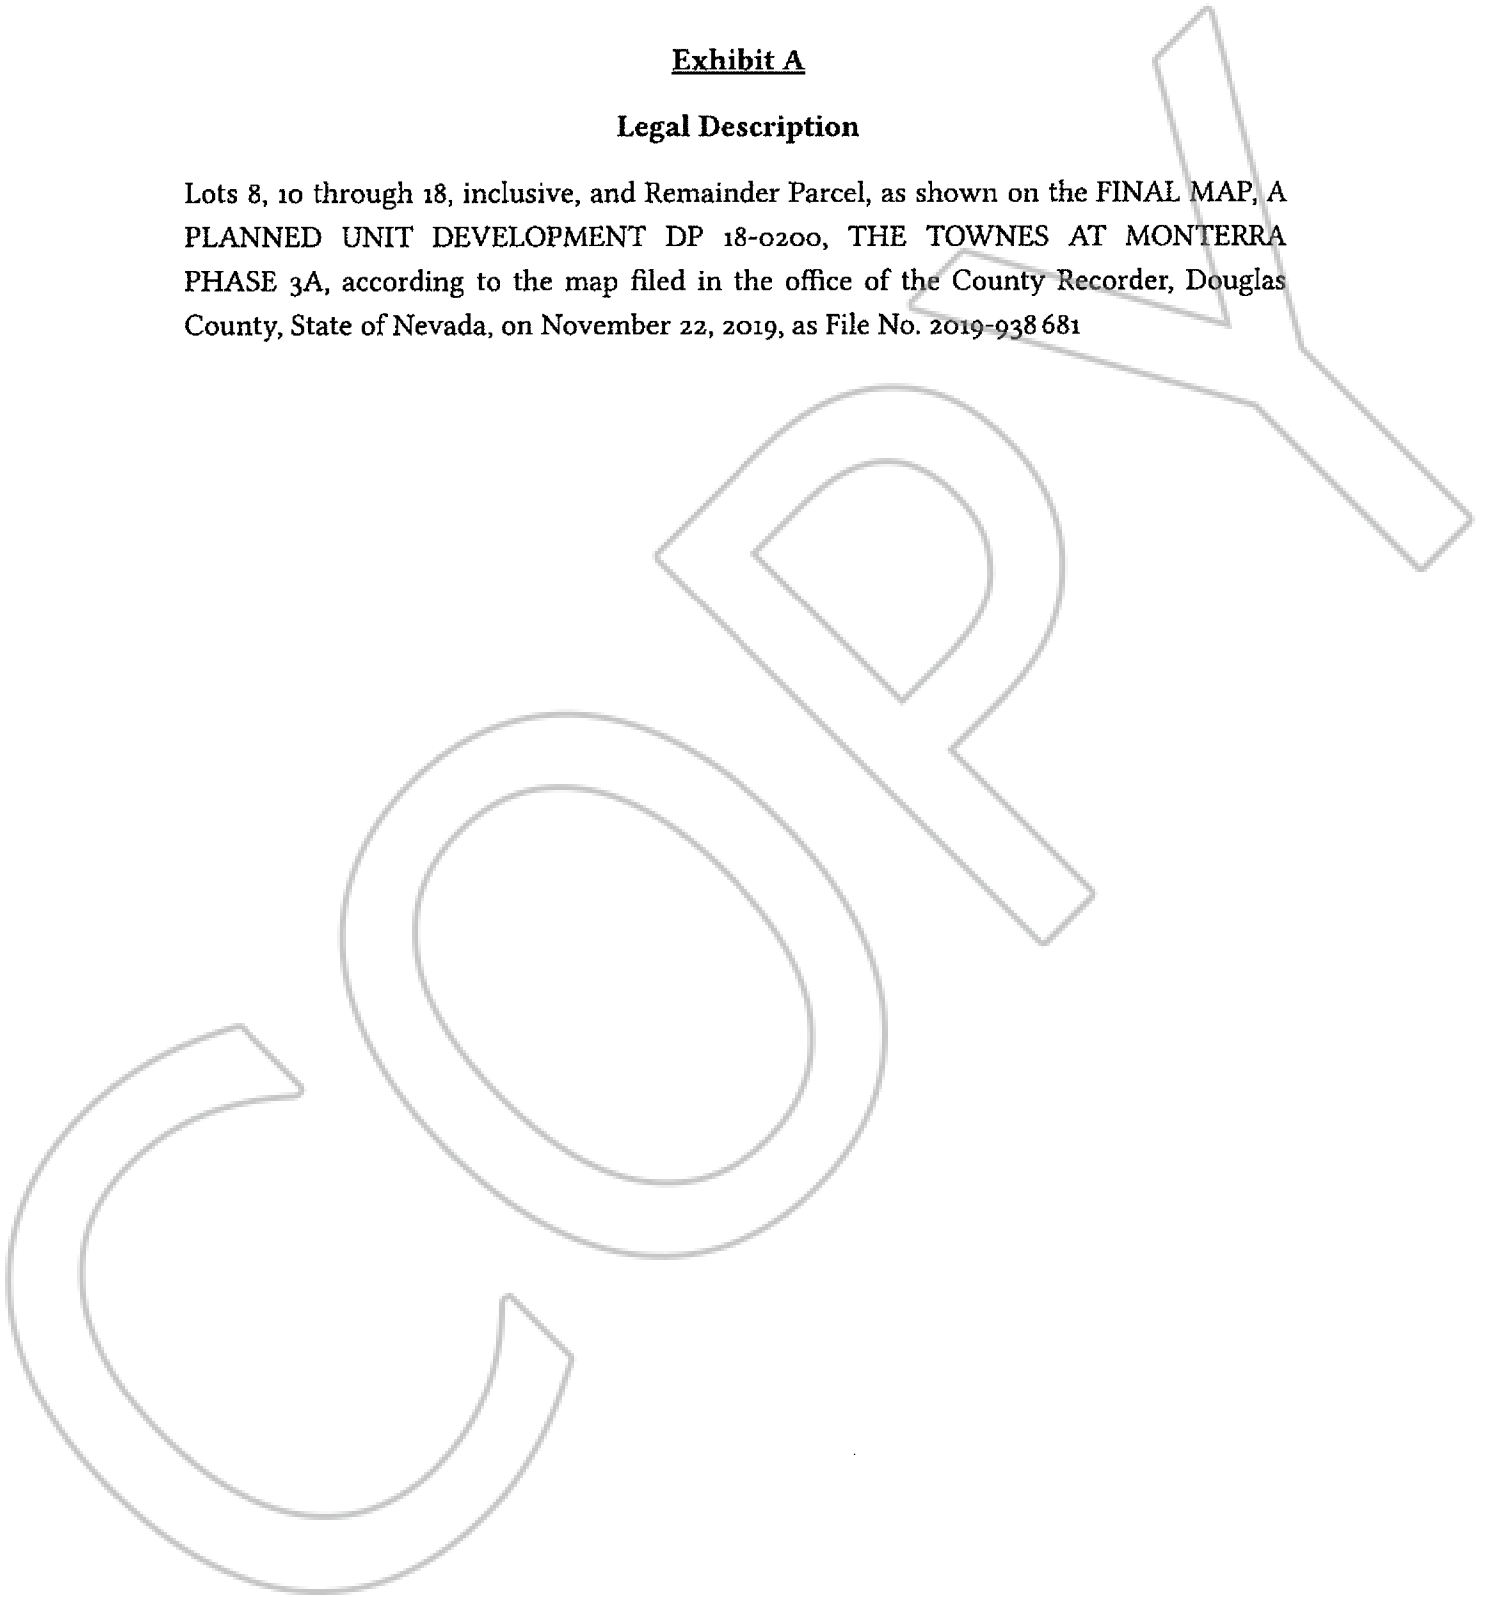 Exhibit A
Legal Description
Lots 8, 10 through 18, inclusive, and Remainder Parcel, as shown on the FINAL MAP, A
PLANNED UNIT DEVELOPMENT DP 18-0200, THE TOWNES AT MONTERRA
PHASE 3A, according to the map filed in the office of the County Recorder, Douglas
County, State of Nevada, on November 22, 2019, as File No. 2019-938681
COPY